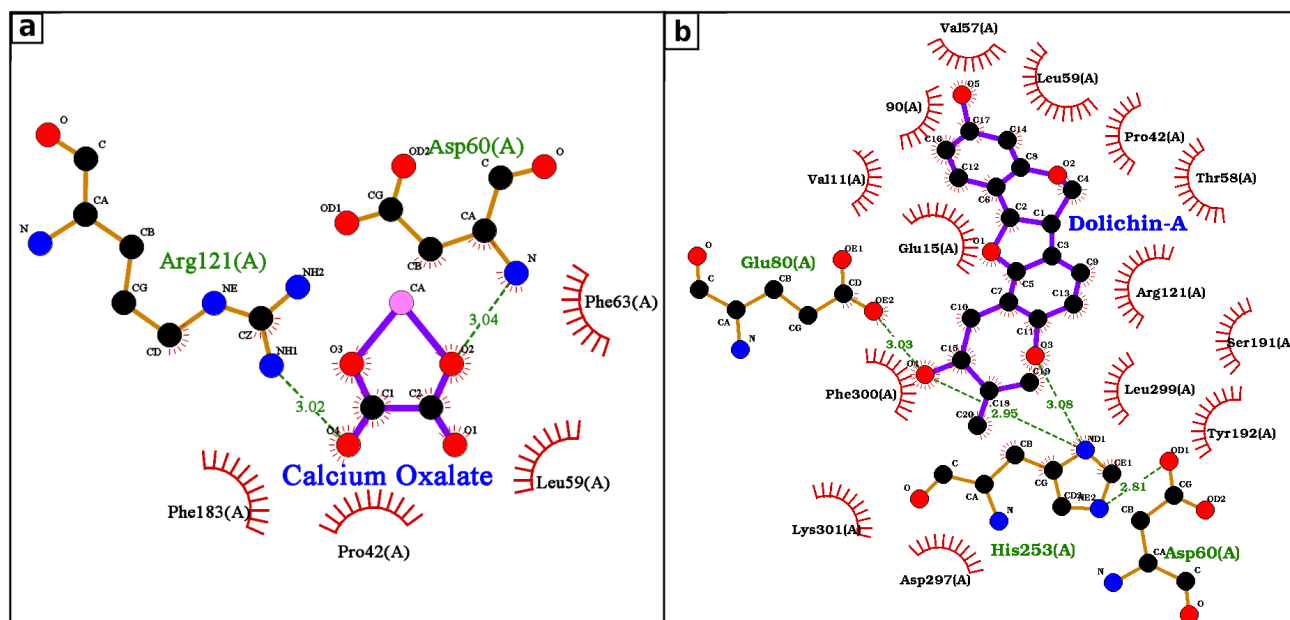 a
O
C
CA
N
CB
Arg121(A)
CG
NE
NH2
CD
CZ
NH1
3.02
OD2
Asp60(A)
C
O
CG
OD1
CA
CB
N
3.04
CA
Phe63(A)
O3
O2
C1
C2
O4
O1
Calcium Oxalate
Leu59(A)
Phe183(A)
Pro42(A)
b
Val57(A)
Leu59(A)
O5
90(A)
C17
C14
Pro42(A)
C16
C8
O2
Val11(A)
C12
C4
Thr58(A)
C6
C2
C1
Dolichin-A
O1
Glu15(A)
C3
O
Glu80(A)
OE1
C5
C9
C
CB
CD
Arg121(A)
OE2
C7
C13
CA
CG
C10
C11
N
3.03
O3
Ser191(A)
C15
O4
C19
Phe300(A)
Leu299(A)
C18
2.95
3.08
C20
Tyr192(A)
ND1
OD1
CB
CE1
C
CG
2.81
CG
CA
CD2
NE2
OD2
O
N
CB
Lys301(A)
His253(A)
Asp60(A)
CA
Asp297(A)
N
C
O